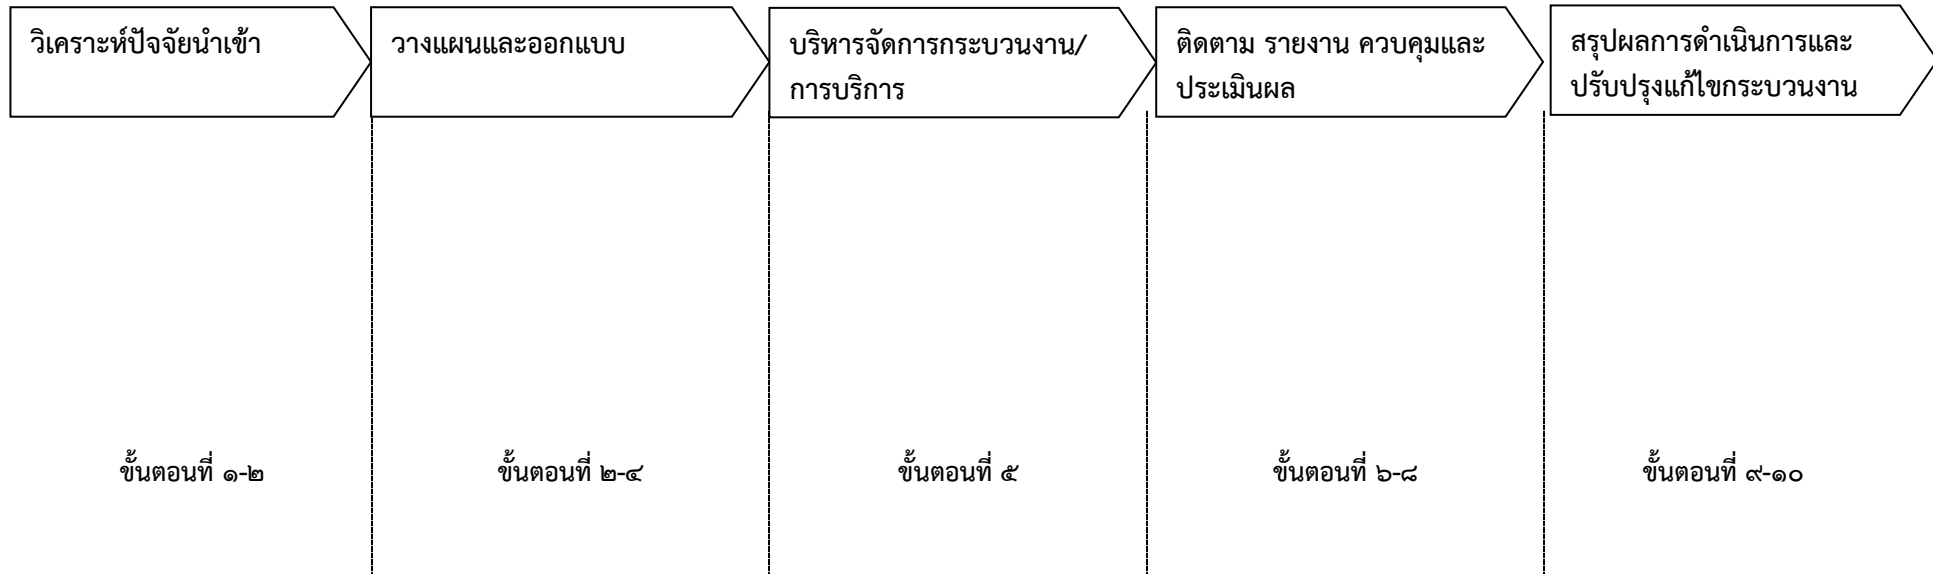 วิเคราะห์ปัจจัยนำเข้า
วางแผนและออกแบบ
บริหารจัดการกระบวนงาน/
การบริการ
ติดตาม รายงาน ควบคุมและ
ประเมินผล
สรุปผลการดำเนินการและ
ปรับปรุงแก้ไขกระบวนงาน
ขั้นตอนที่ ๑-๒
ขั้นตอนที่ ๒-๔
ขั้นตอนที่ ๕
ขั้นตอนที่ ๖-๘
ขั้นตอนที่ ๙-๑๐